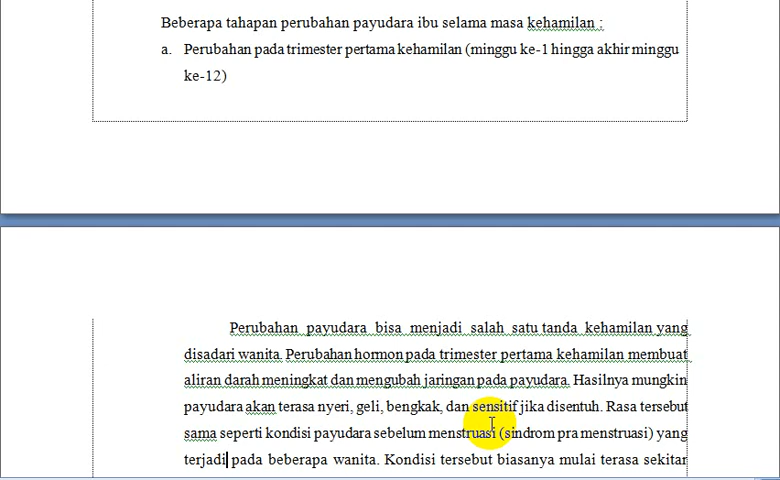 Beberapa tahapan perubahan payudara ibu selama masa kehamilan :
a. Perubahan pada trimester pertama kehamilan (minggu ke-1 hingga akhir minggu
ke-12)
Perubahan payudara bisa menjadi salah satu tanda kehamilan yang
disadari wanita. Perubahan hormon pada trimester pertama kehamilan membuat
aliran darah meningkat dan mengubah jaringan pada payudara. Hasilnya mungkin
payudara akan terasa nyeri, geli, bengkak, dan sensitif jika disentuh. Rasa tersebut
sama seperti kondisi payudara sebelum menstruasi (sindrom pra menstruasi) yang
terjadi pada beberapa wanita. Kondisi tersebut biasanya mulai terasa sekitar